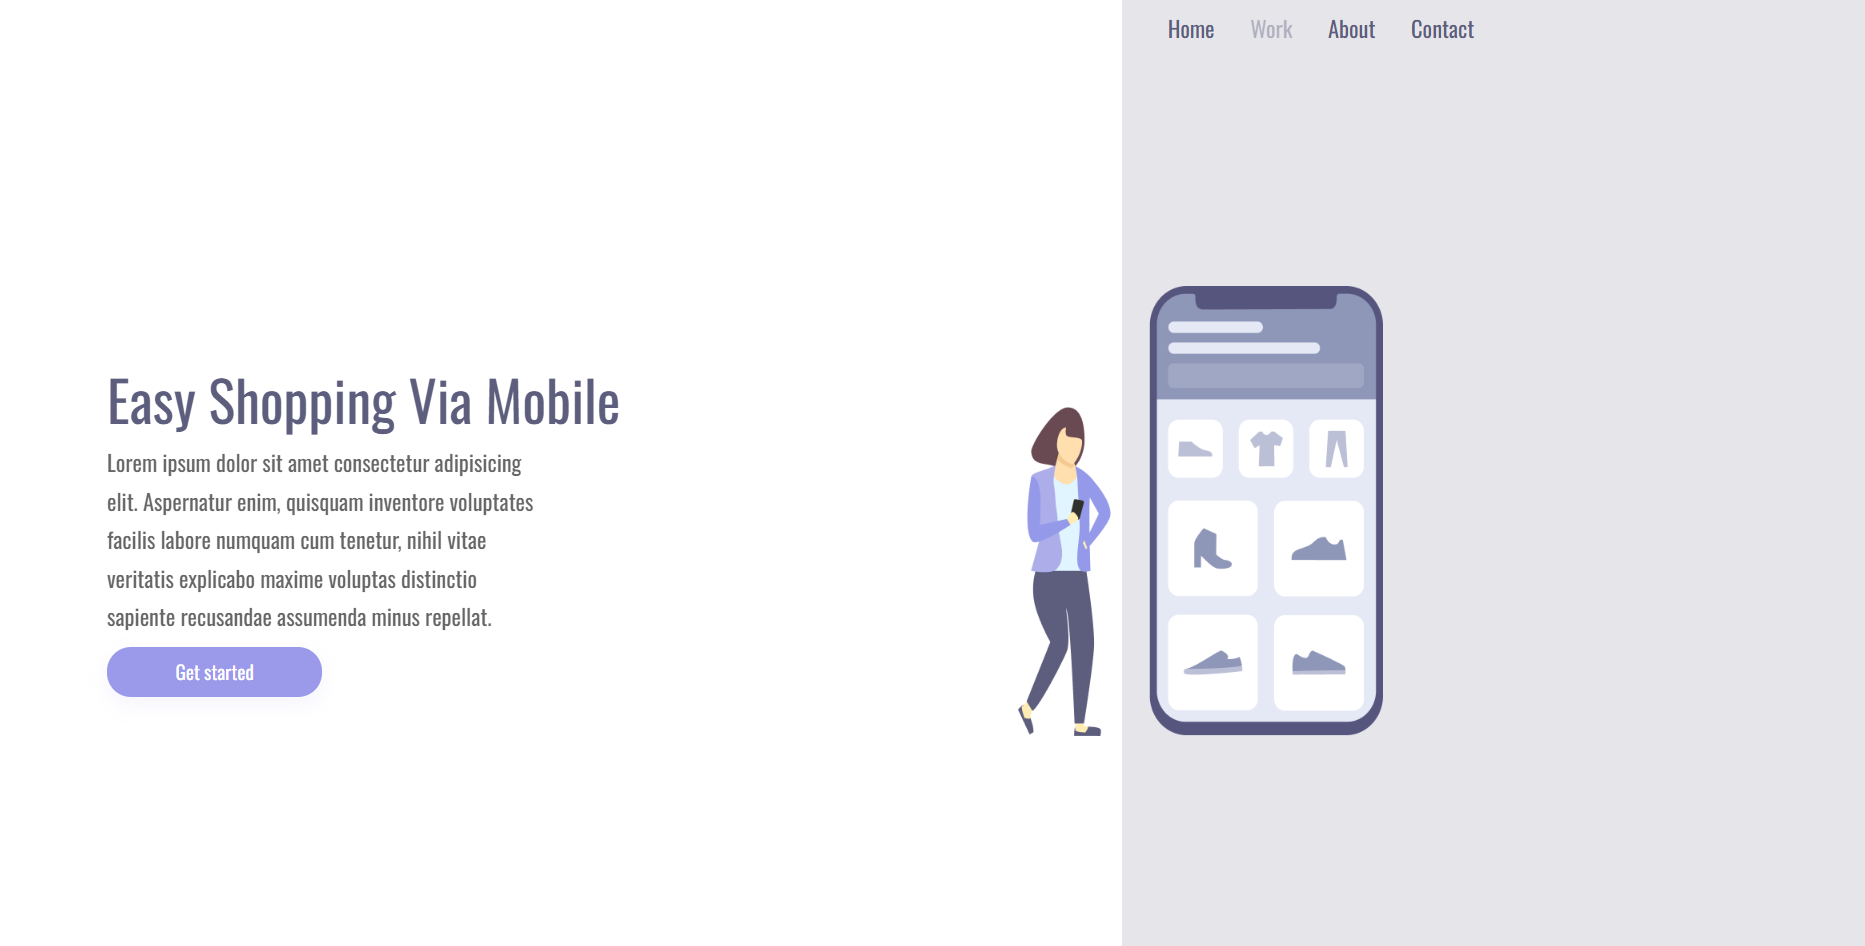 Home Work About Contact
Easy Shopping Via Mobile
Lorem ipsum dolor sit amet consectetur adipisicing
elit. Aspernatur enim, quisquam inventore voluptates
facilis labore numquam cum tenetur, nihil vitae
veritatis explicabo maxime voluptas distinctio
sapiente recusandae assumenda minus repellat.
Get started